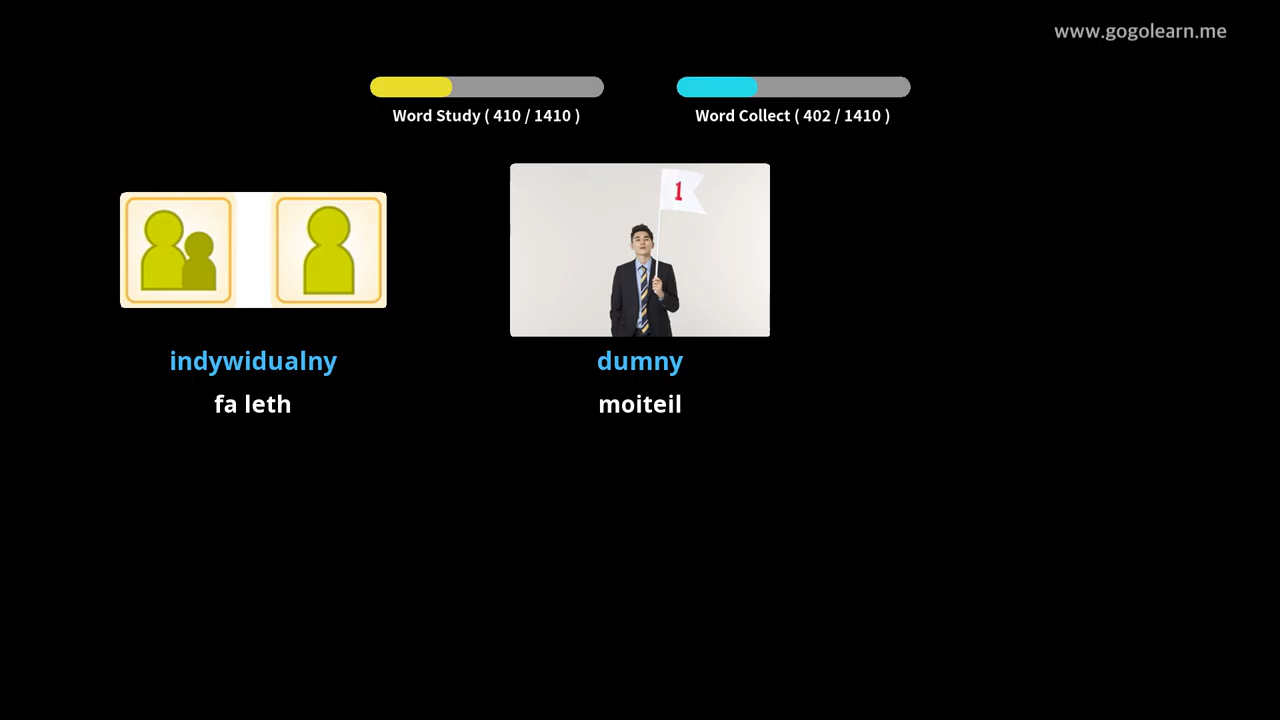 www.gogolearn.me
Word Study ( 410 / 1410 )
Word Collect ( 402 / 1410 )
1
indywidualny
fa leth
dumny
moiteil